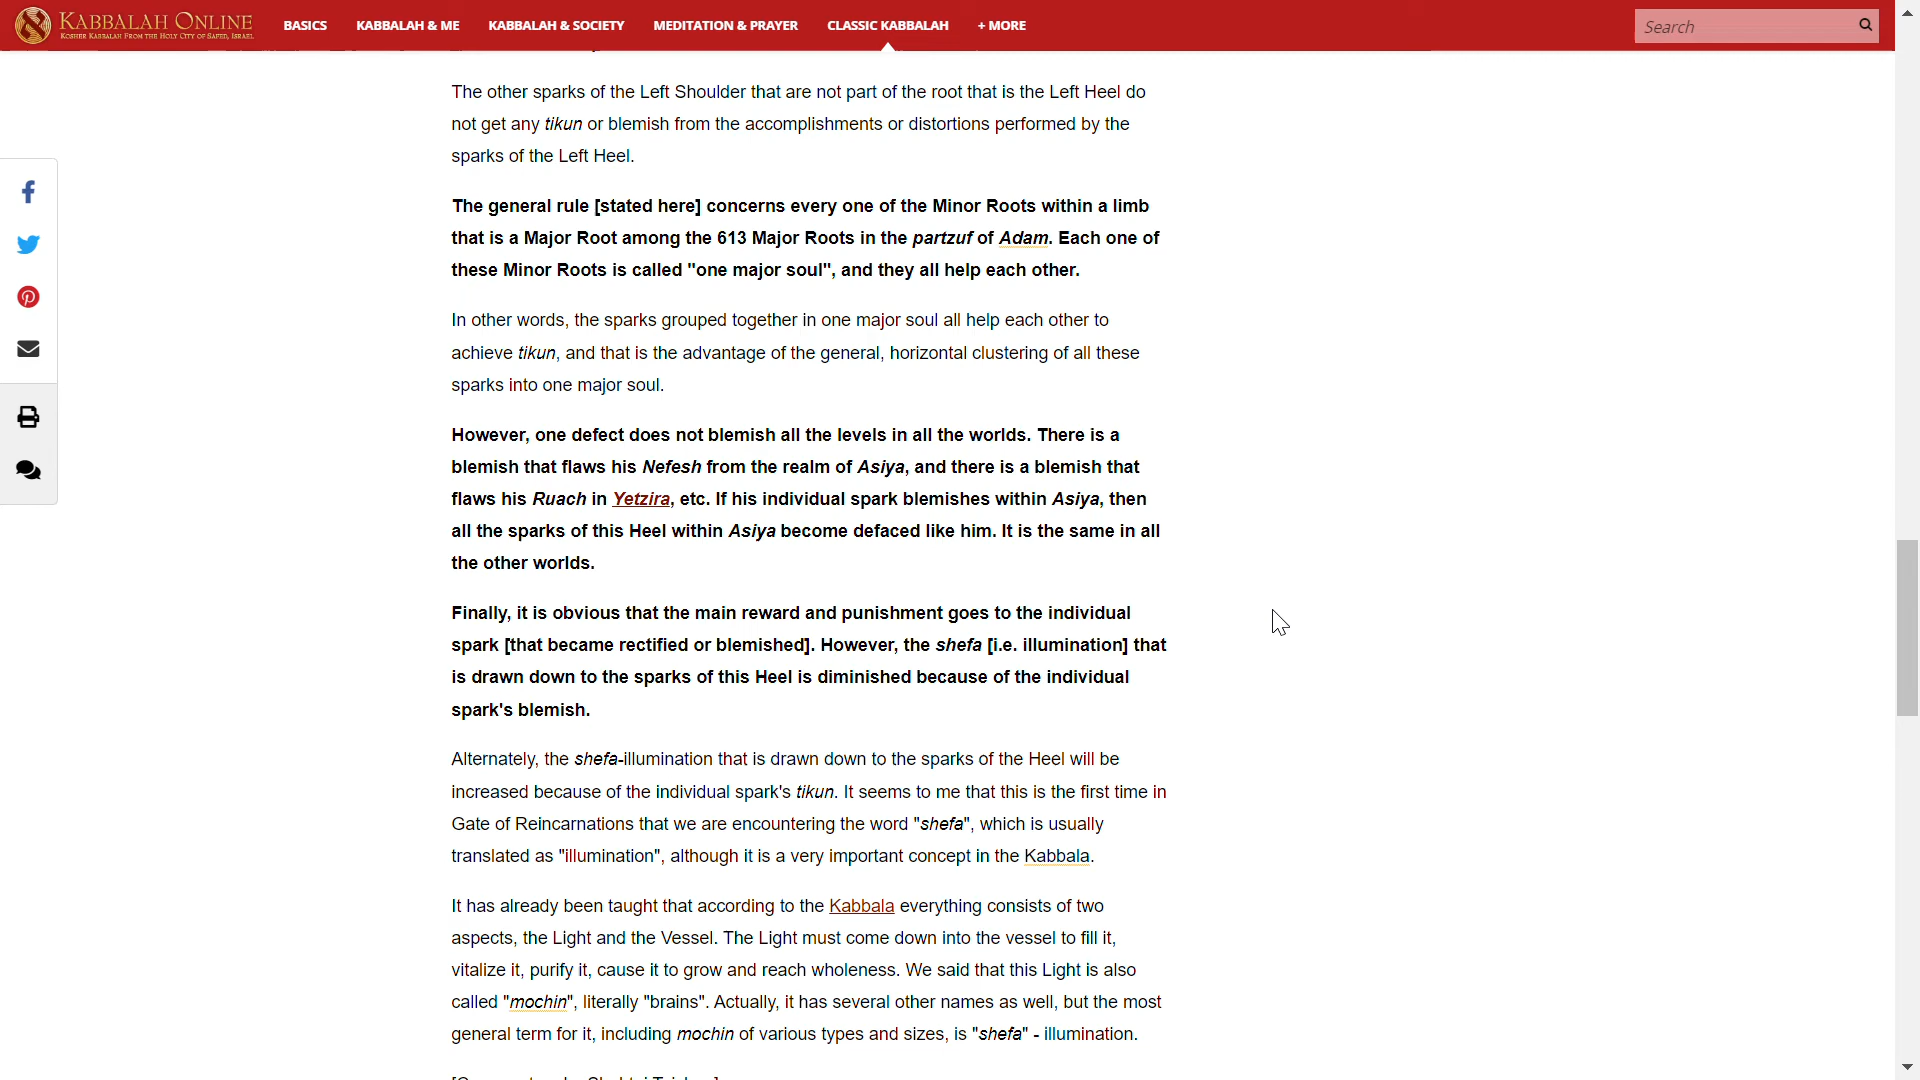 KABBALAH ONLINE
KOSHER KABBALAH FROM THE HOLY CITY OF SAFED, ISRAEL
BASICS
KABBALAH & ME
KABBALAH & SOCIETY
MEDITATION & PRAYER
CLASSIC KABBALAH
+ MORE
Search
The other sparks of the Left Shoulder that are not part of the root that is the Left Heel do
not get any tikun or blemish from the accomplishments or distortions performed by the
sparks of the Left Heel.
The general rule [stated here] concerns every one of the Minor Roots within a limb
that is a Major Root among the 613 Major Roots in the partzuf of Adam. Each one of
these Minor Roots is called "one major soul", and they all help each other.
In other words, the sparks grouped together in one major soul all help each other to
achieve tikun, and that is the advantage of the general, horizontal clustering of all these
sparks into one major soul.
However, one defect does not blemish all the levels in all the worlds. There is a
blemish that flaws his Nefesh from the realm of Asiya, and there is a blemish that
flaws his Ruach in Yetzira, etc. If his individual spark blemishes within Asiya, then
all the sparks of this Heel within Asiya become defaced like him. It is the same in all
the other worlds.
Finally, it is obvious that the main reward and punishment goes to the individual
spark [that became rectified or blemished]. However, the shefa [i.e. illumination] that
is drawn down to the sparks of this Heel is diminished because of the individual
spark's blemish.
Alternately, the shefa-illumination that is drawn down to the sparks of the Heel will be
increased because of the individual spark's tikun. It seems to me that this is the first time in
Gate of Reincarnations that we are encountering the word "shefa", which is usually
translated as "illumination", although it is a very important concept in the Kabbala.
It has already been taught that according to the Kabbala everything consists of two
aspects, the Light and the Vessel. The Light must come down into the vessel to fill it,
vitalize it, purify it, cause it to grow and reach wholeness. We said that this Light is also
called "mochin", literally "brains". Actually, it has several other names as well, but the most
general term for it, including mochin of various types and sizes, is "shefa" - illumination.